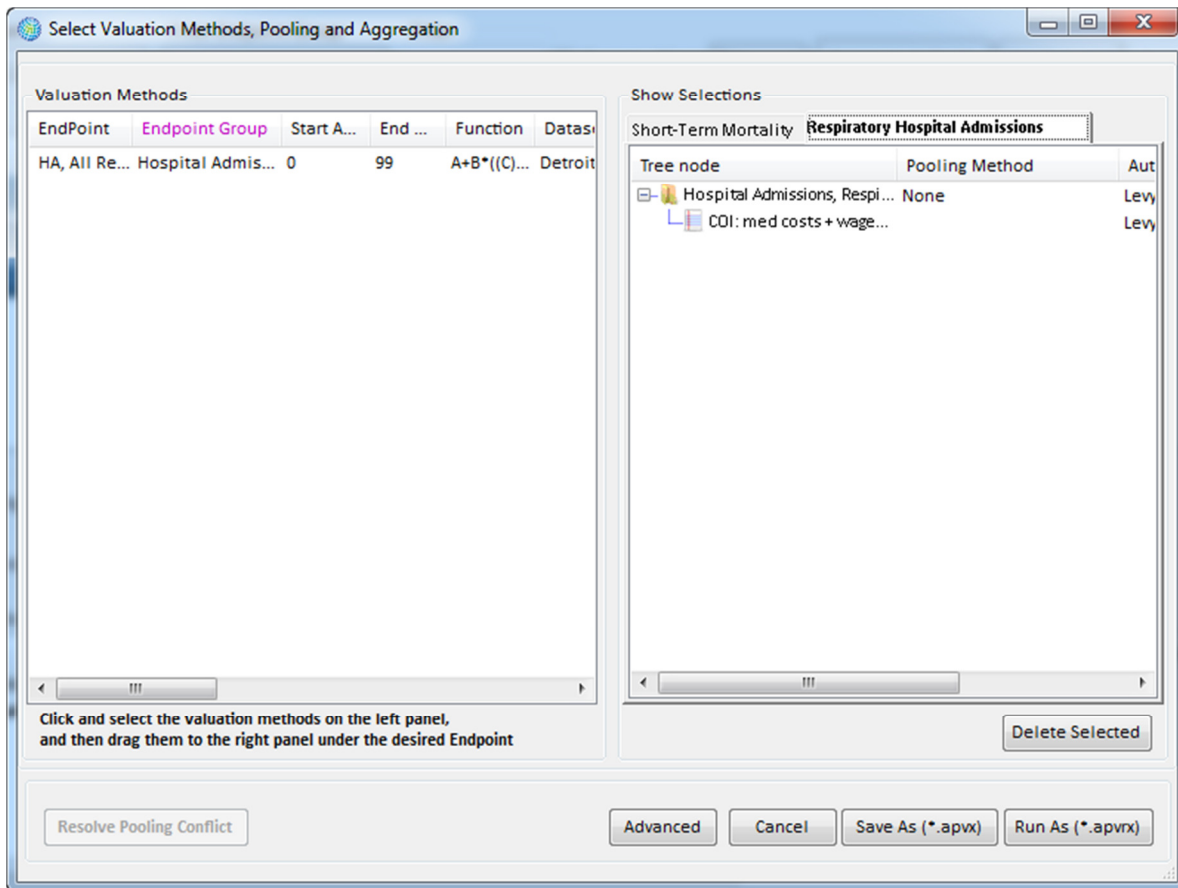 Select Valuation Methods, Pooling and Aggregation
Valuation Methods
EndPoint Endpoint Group Start A... End ... Function Datas
HA, All Re... Hospital Admis... 0 99 A+B*((C)... Detroit
Click and select the valuation methods on the left panel,
and then drag them to the right panel under the desired Endpoint
Show Selections
Short-Term Mortality Respiratory Hospital Admissions
Tree node Pooling Method Aut
Hospital Admissions, Respi... None Levy
COI: med costs + wage... Levy
Delete Selected
Resolve Pooling Conflict Advanced Cancel Save As (*.apvx) Run As (*.apvrx)